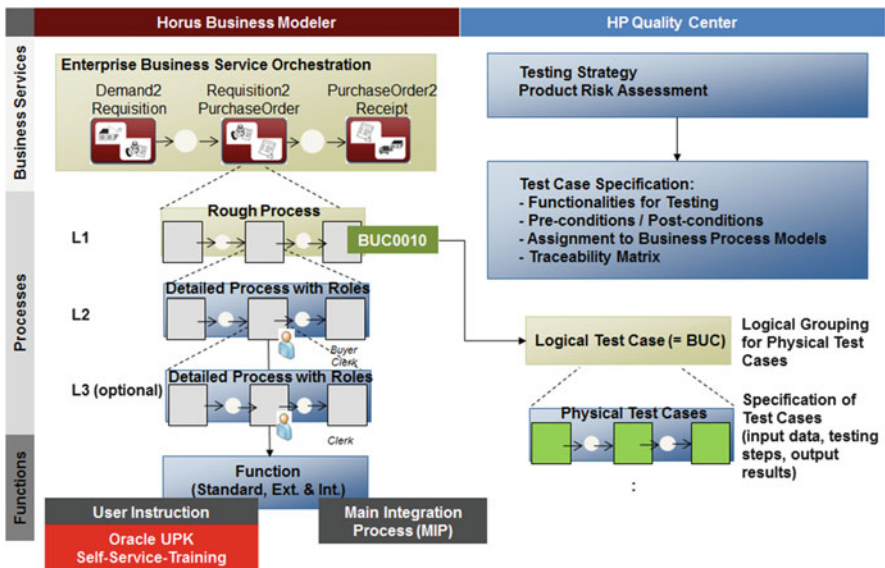 Horus Business Modeler
HP Quality Center
Business Services
Enterprise Business Service Orchestration
Demand2
Requisition
Requisition2
PurchaseOrder
PurchaseOrder2
Receipt
Testing Strategy
Product Risk Assessment
Test Case Specification:
- Functionalities for Testing
- Pre-conditions / Post-conditions
- Assignment to Business Process Models
- Traceability Matrix
Processes
L1
Rough Process
BUC0010
L2
Detailed Process with Roles
Buyer
Clerk
L3 (optional)
Detailed Process with Roles
Clerk
Logical Test Case (= BUC)
Logical Grouping
for Physical Test
Cases
Physical Test Cases
Specification of
Test Cases
(input data, testing
steps, output
results)
:
Functions
Function
(Standard, Ext. & Int.)
User Instruction
Oracle UPK
Self-Service-Training
Main Integration
Process (MIP)